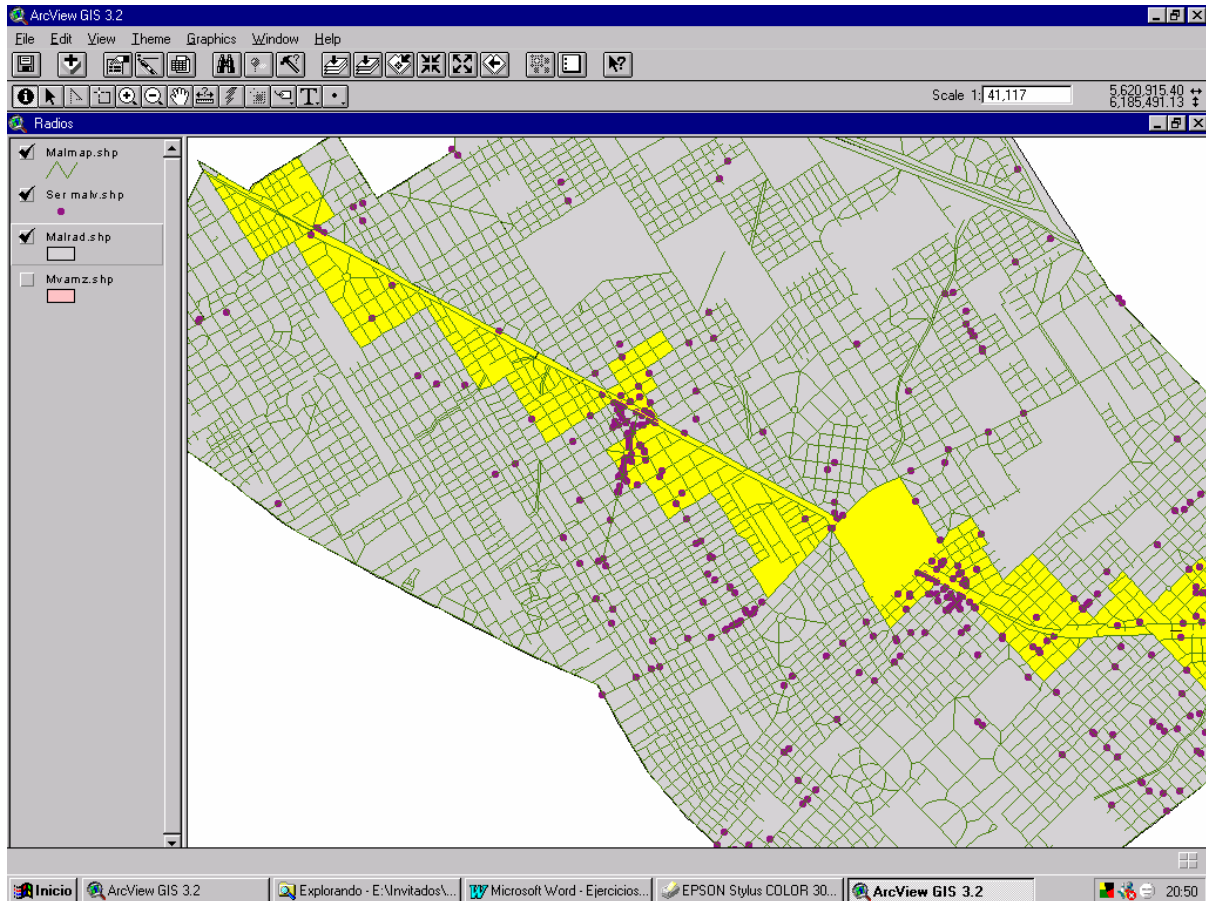 ArcView GIS 3.2
File Edit View Theme Graphics Window Help
Scale 1: 41,117
5,620,915.40
6,185,491.13
Radios
Malmap.shp
Ser malv.shp
Malrad.shp
Mvamz.shp
Inicio
ArcView GIS 3.2
Explorando - E:\Invitados\...
Microsoft Word - Ejercicios...
EPSON Stylus COLOR 30...
ArcView GIS 3.2
20:50